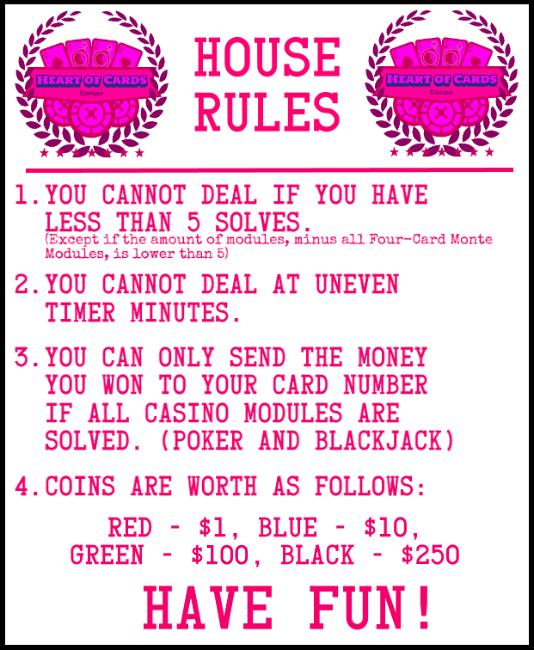 HEART OF CARDS
Casino
HOUSE
RULES
HEART OF CARDS
Casino
1. YOU CANNOT DEAL IF YOU HAVE
LESS THAN 5 SOLVES.
(Except if the amount of modules, minus all Four-Card Monte
Modules, is lower than 5)
2. YOU CANNOT DEAL AT UNEVEN
TIMER MINUTES.
3. YOU CAN ONLY SEND THE MONEY
YOU WON TO YOUR CARD NUMBER
IF ALL CASINO MODULES ARE
SOLVED. (POKER AND BLACKJACK)
4. COINS ARE WORTH AS FOLLOWS:
RED - $1, BLUE - $10,
GREEN - $100, BLACK - $250
HAVE FUN!